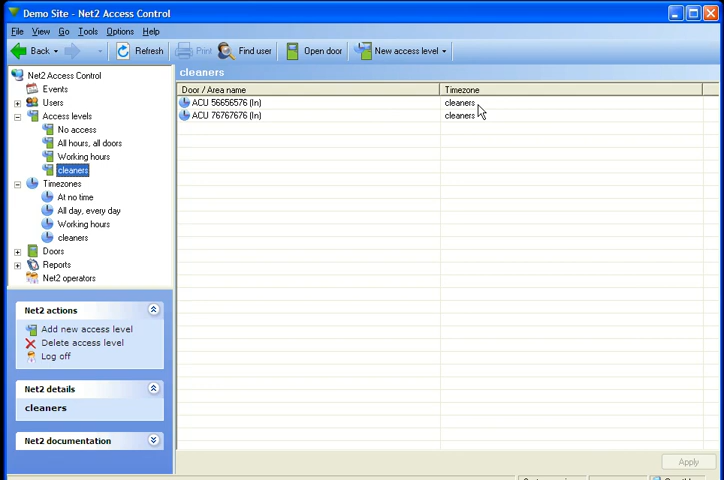 Demo Site - Net2 Access Control
File View Go Tools Options Help
Back Refresh Print Find user Open door New access level
Net2 Access Control
Events
Users
Access levels
No access
All hours, all doors
Working hours
cleaners
Timezones
At no time
All day, every day
Working hours
cleaners
Doors
Reports
Net2 operators
Net2 actions
Add new access level
Delete access level
Log off
Net2 details
cleaners
Net2 documentation
cleaners
Door / Area name Timezone
ACU 56656576 (In) cleaners
ACU 76767676 (In) cleaners
Apply